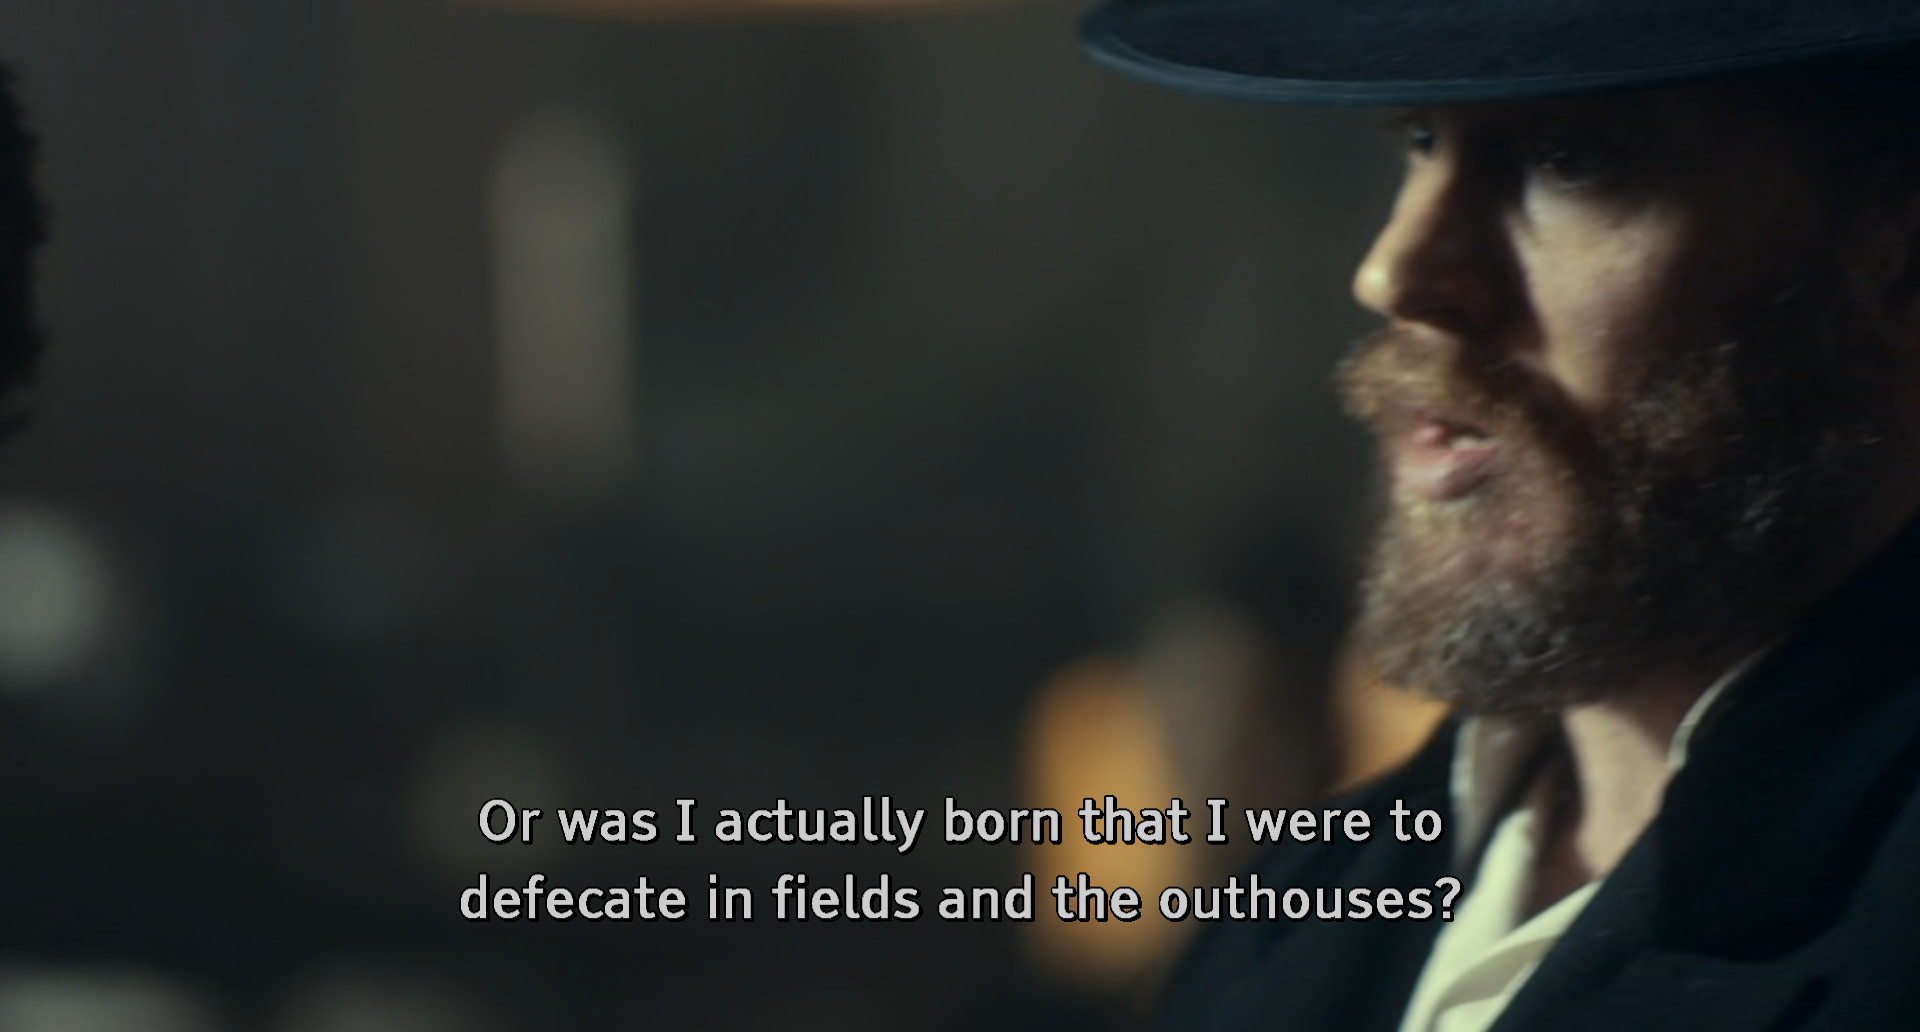 Or was I actually born that I were to
defecate in fields and the outhouses?